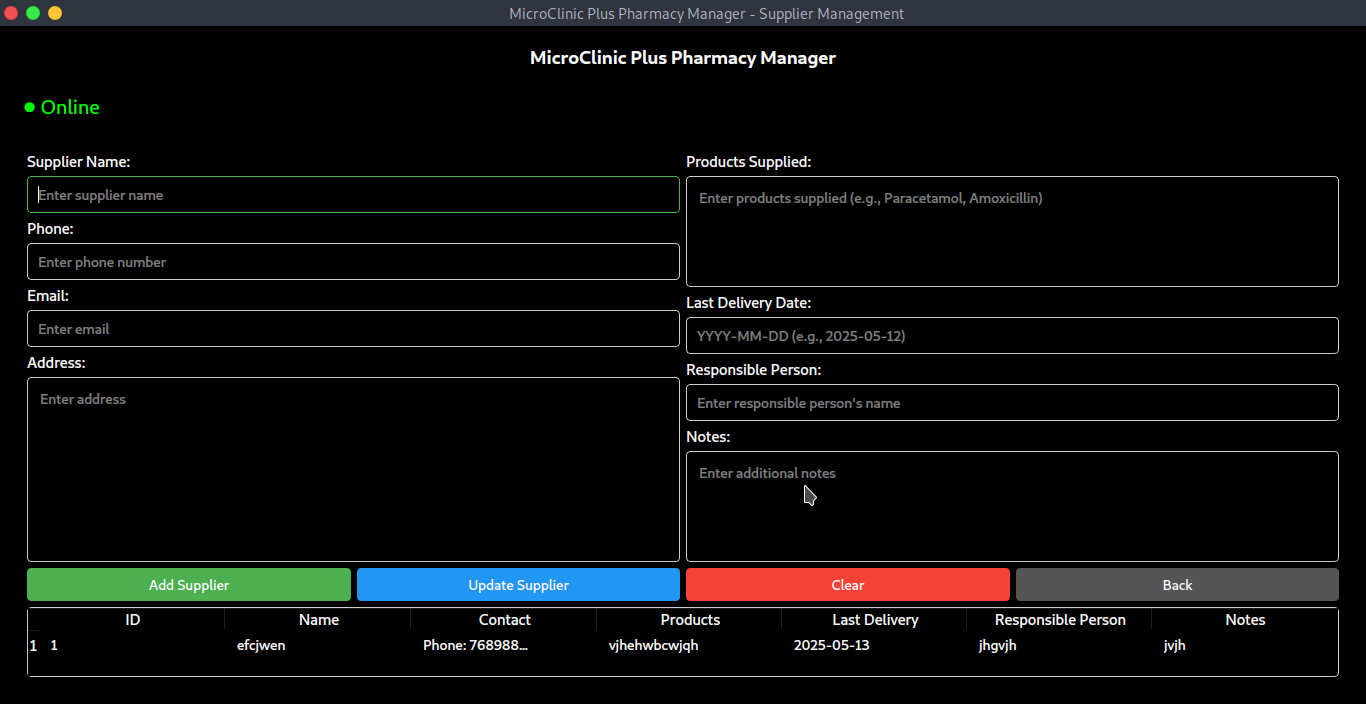 MicroClinic Plus Pharmacy Manager - Supplier Management
MicroClinic Plus Pharmacy Manager
Online
Supplier Name:
Enter supplier name
Phone:
Enter phone number
Email:
Enter email
Address:
Enter address
Products Supplied:
Enter products supplied (e.g., Paracetamol, Amoxicillin)
Last Delivery Date:
YYYY-MM-DD (e.g., 2025-05-12)
Responsible Person:
Enter responsible person's name
Notes:
Enter additional notes
Add Supplier Update Supplier Clear Back
ID Name Contact Products Last Delivery Responsible Person Notes
1 1 efcjwen Phone: 768988... vjhehwbcwjqh 2025-05-13 jhgvjh jvjh